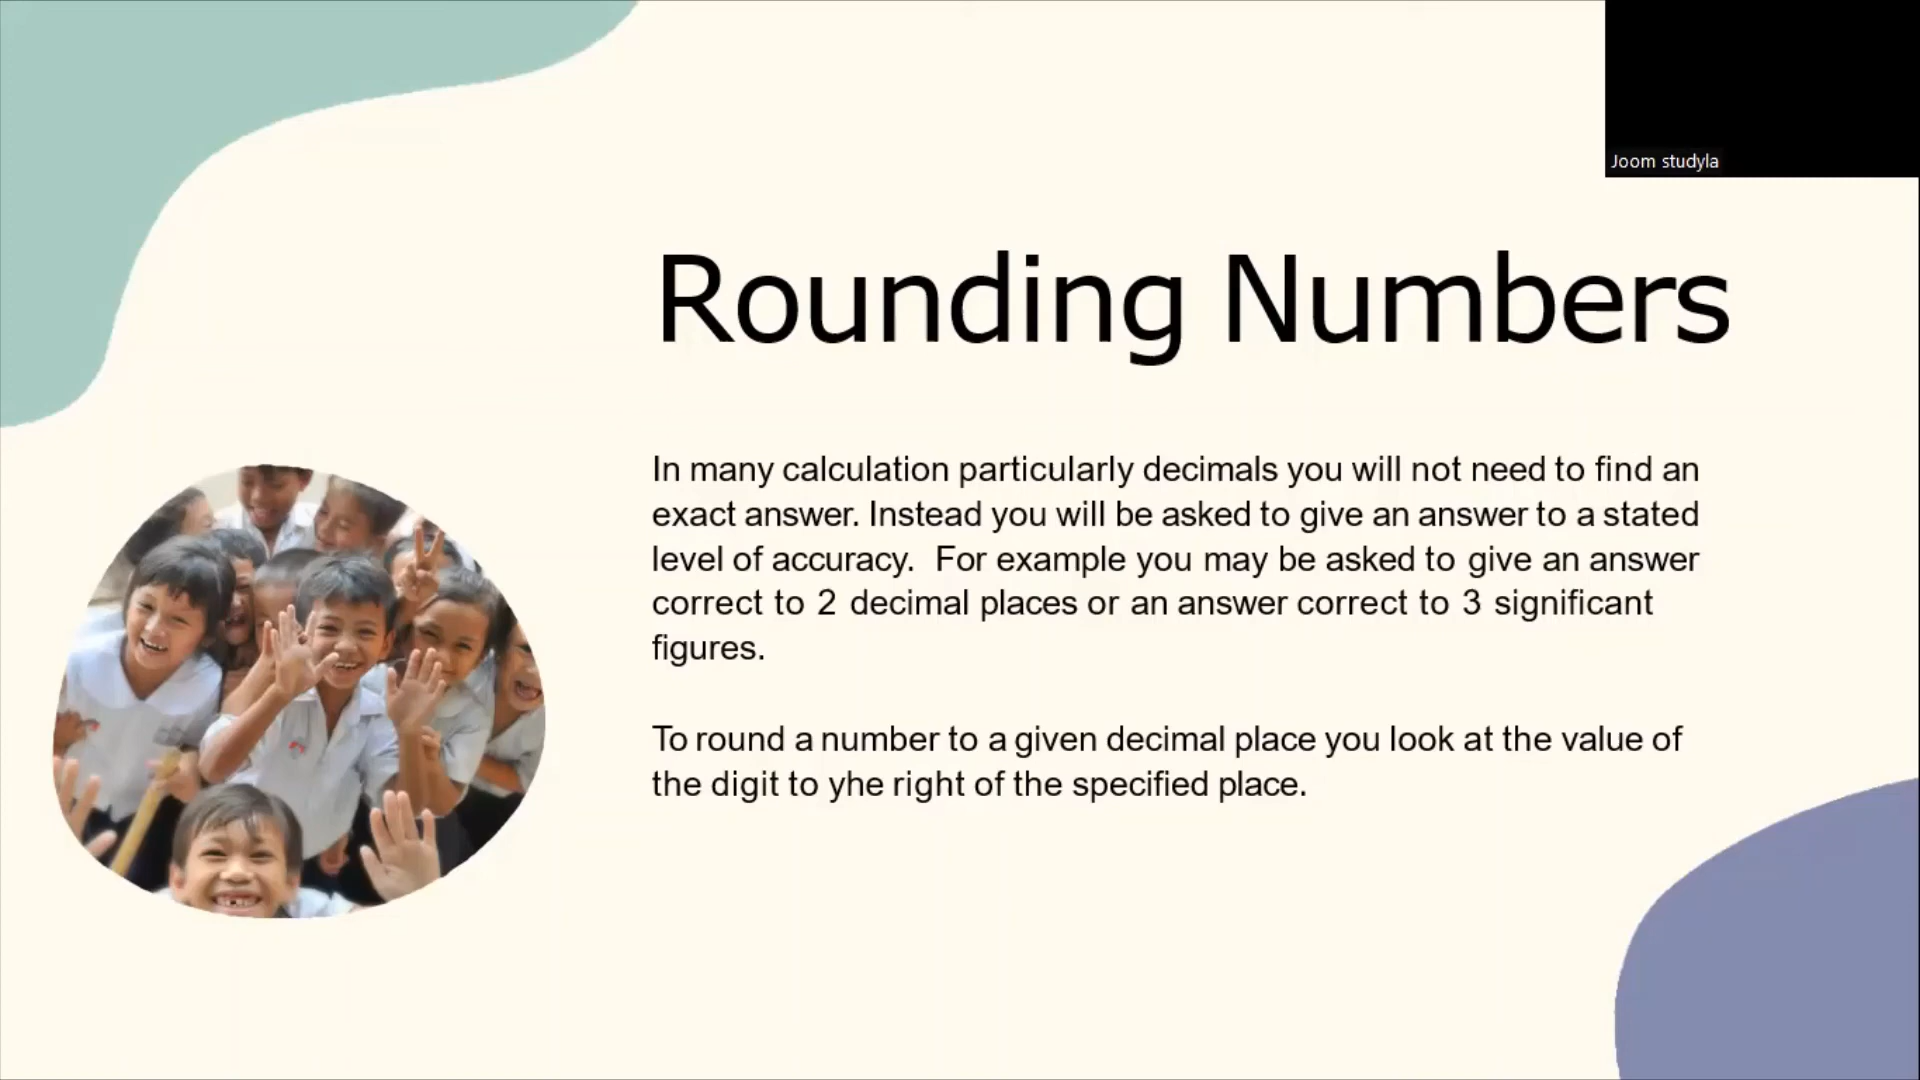 Joom studyla
Rounding Numbers
In many calculation particularly decimals you will not need to find an
exact answer. Instead you will be asked to give an answer to a stated
level of accuracy.  For example you may be asked to give an answer
correct to 2 decimal places or an answer correct to 3 significant
figures.
To round a number to a given decimal place you look at the value of
the digit to yhe right of the specified place.